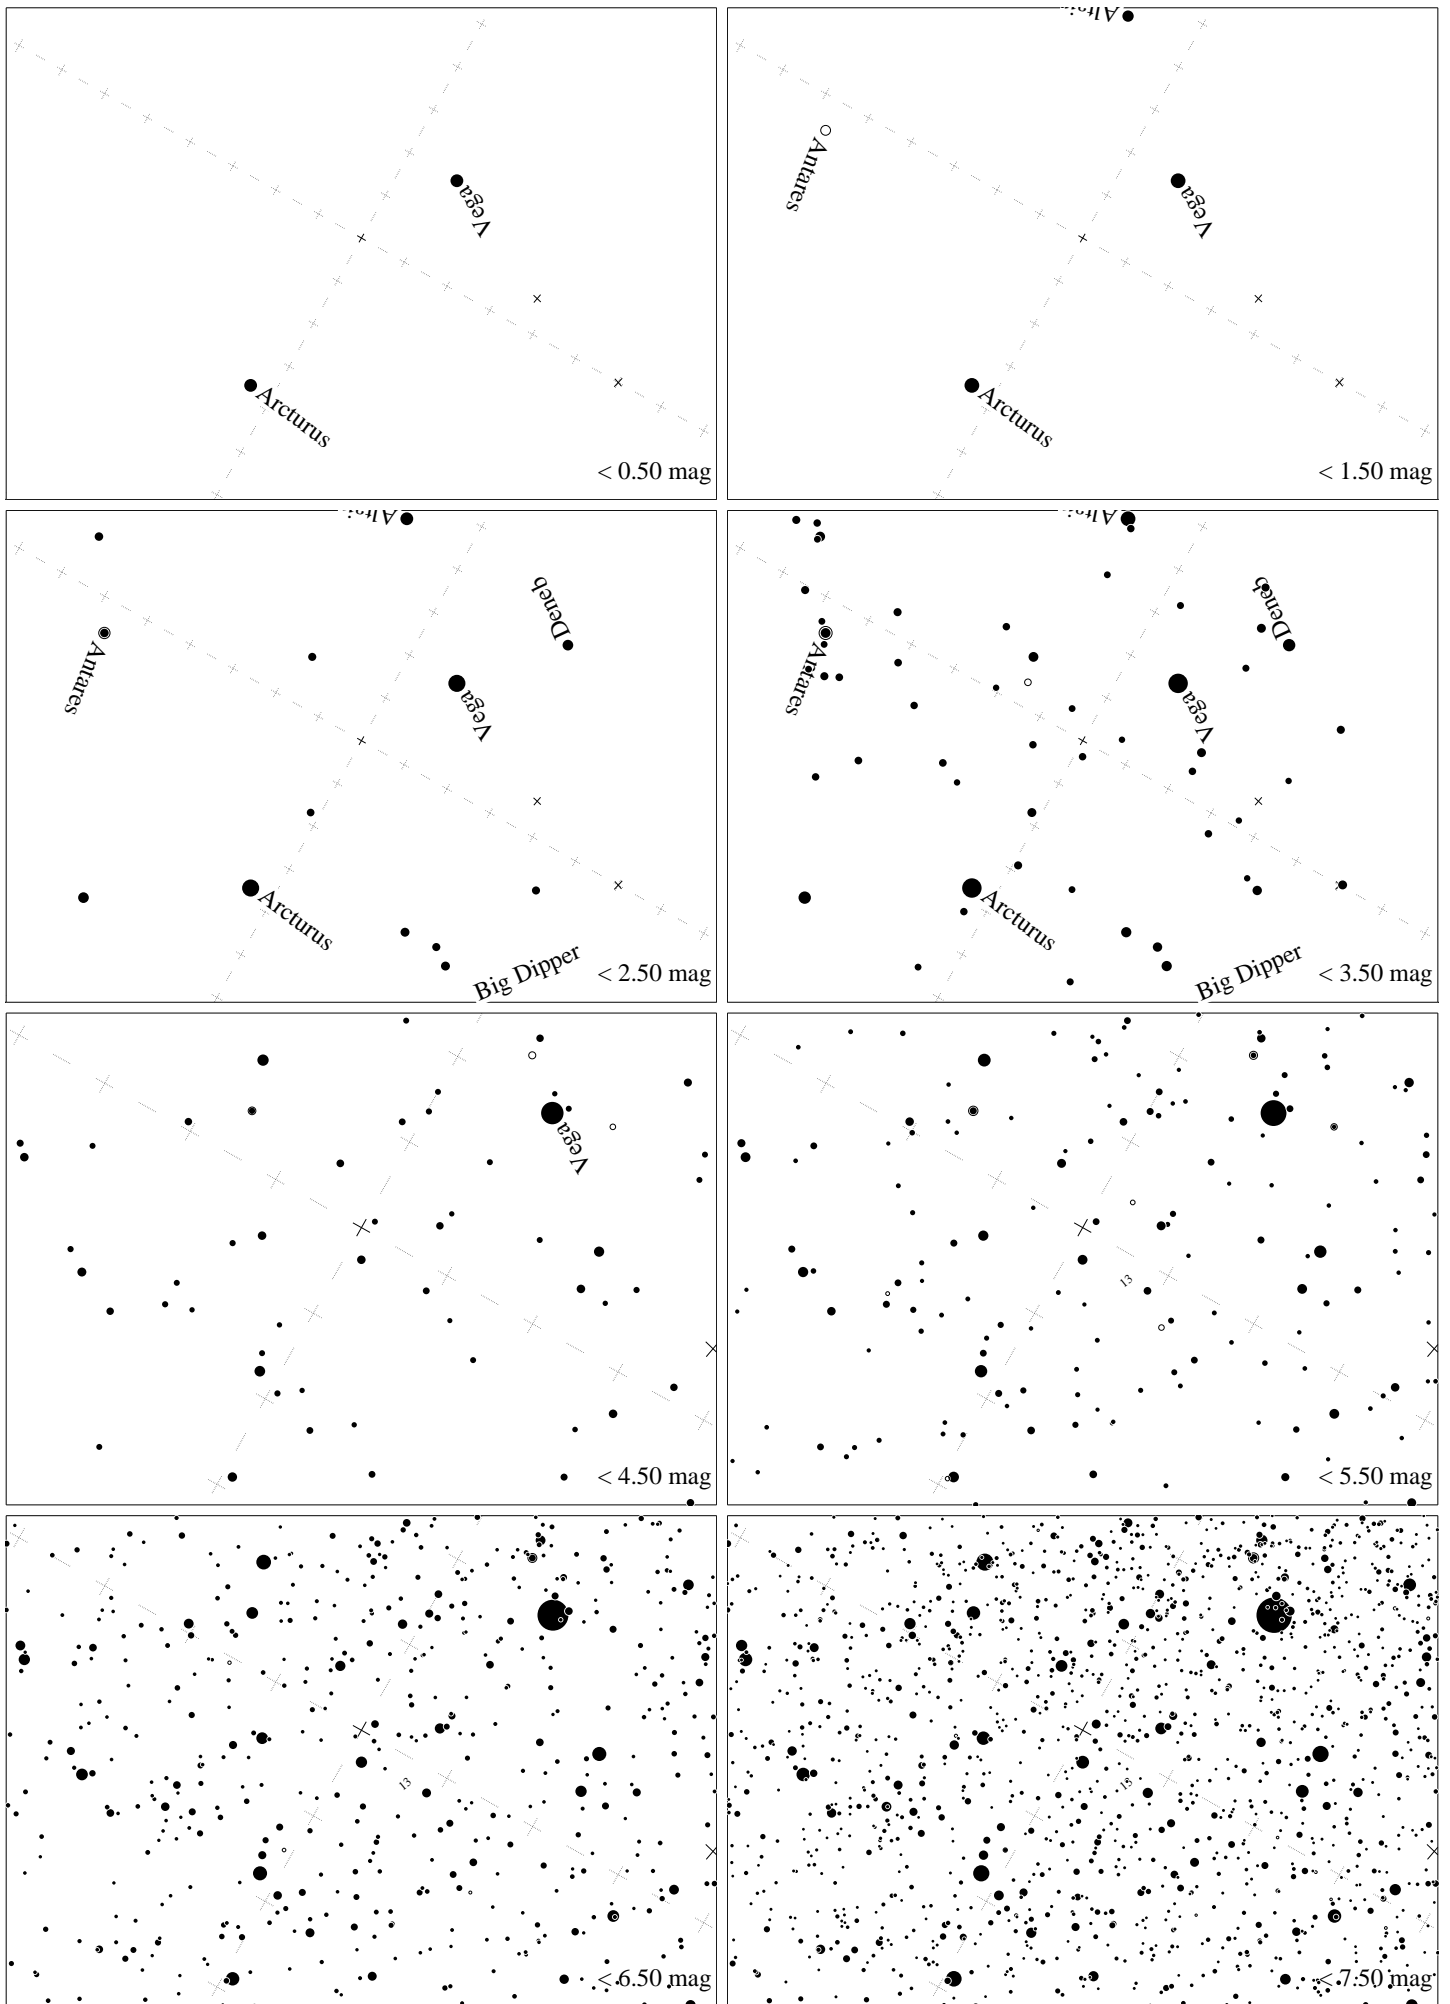 Vega
Arcturus
< 0.50 mag
Antares
Vega
Arcturus
< 1.50 mag
Deneb
Antares
Vega
Arcturus
Big Dipper
< 2.50 mag
Deneb
Antares
Vega
Arcturus
Big Dipper
< 3.50 mag
Vega
< 4.50 mag
13
< 5.50 mag
13
< 6.50 mag
13
< 7.50 mag